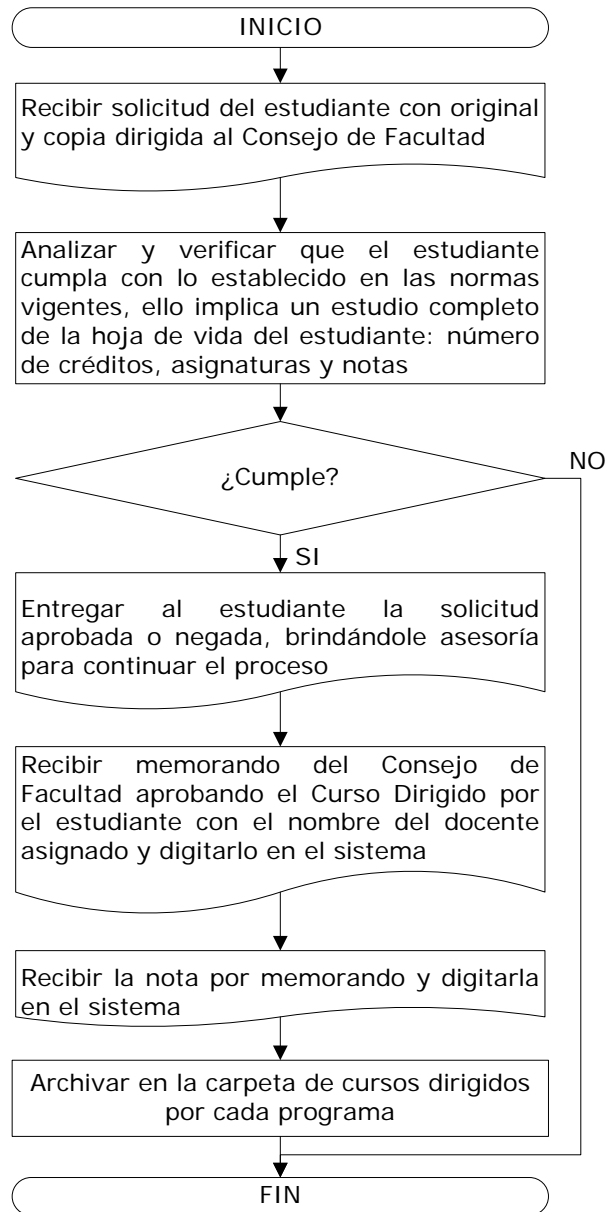 INICIO
Recibir solicitud del estudiante con original
y copia dirigida al Consejo de Facultad
Analizar y verificar que el estudiante
cumpla con lo establecido en las normas
vigentes, ello implica un estudio completo
de la hoja de vida del estudiante: número
de créditos, asignaturas y notas
¿Cumple?
NO
SI
Entregar al estudiante la solicitud
aprobada o negada, brindándole asesoría
para continuar el proceso
Recibir memorando del Consejo de
Facultad aprobando el Curso Dirigido por
el estudiante con el nombre del docente
asignado y digitarlo en el sistema
Recibir la nota por memorando y digitarla
en el sistema
Archivar en la carpeta de cursos dirigidos
por cada programa
FIN